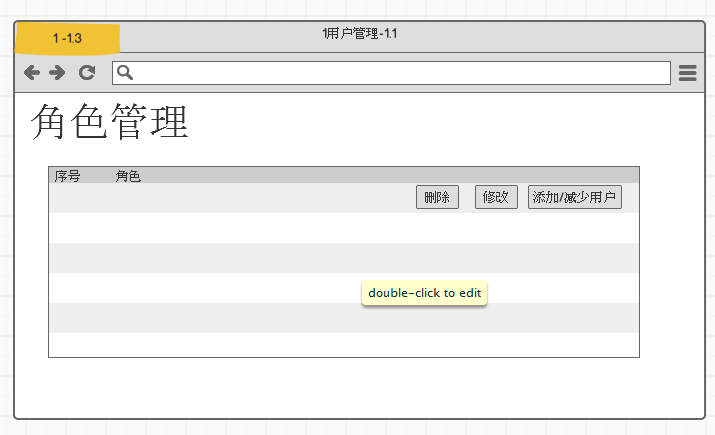 1 -1.3
1用户管理-1.1
角色管理
序号 角色
删除 修改 添加/减少用户
double-click to edit